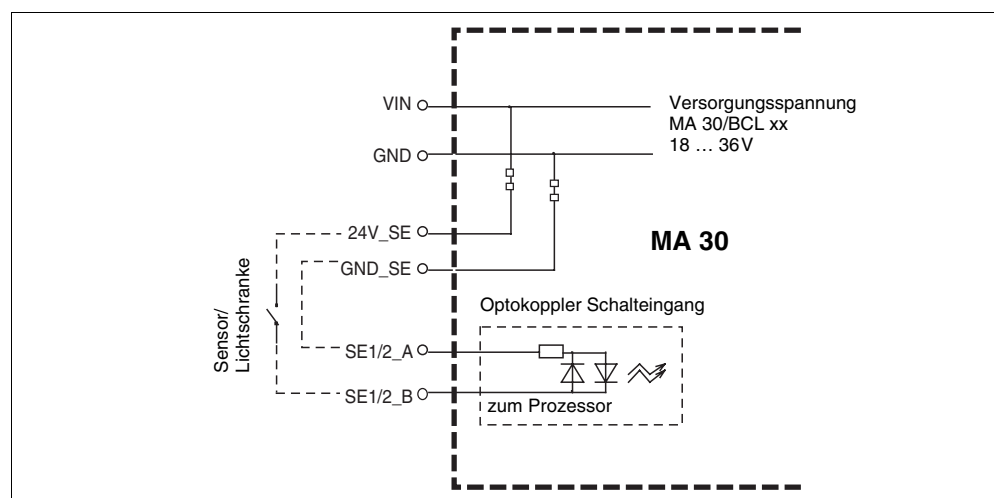 VIN
Versorgungsspannung
MA 30/BCL xx
18 ... 36V
GND
24V_SE
MA 30
GND_SE
Sensor/
Lichtschranke
Optokoppler Schalteingang
SE1/2_A
SE1/2_B
zum Prozessor